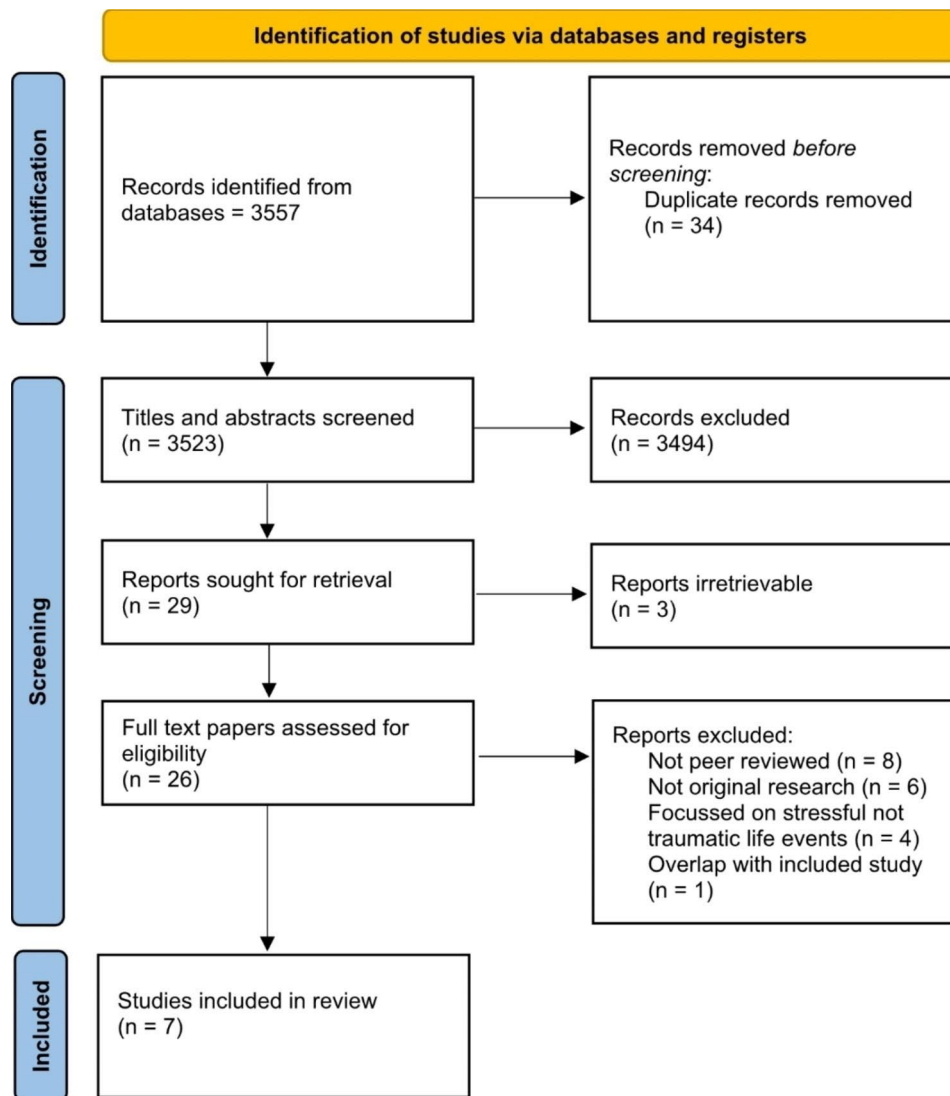 Identification of studies via databases and registers
Identification
Records identified from
databases = 3557
Records removed before
screening:
Duplicate records removed
(n = 34)
Screening
Titles and abstracts screened
(n = 3523)
Records excluded
(n = 3494)
Reports sought for retrieval
(n = 29)
Reports irretrievable
(n = 3)
Full text papers assessed for
eligibility
(n = 26)
Reports excluded:
Not peer reviewed (n = 8)
Not original research (n = 6)
Focussed on stressful not
traumatic life events (n = 4)
Overlap with included study
(n = 1)
Included
Studies included in review
(n = 7)